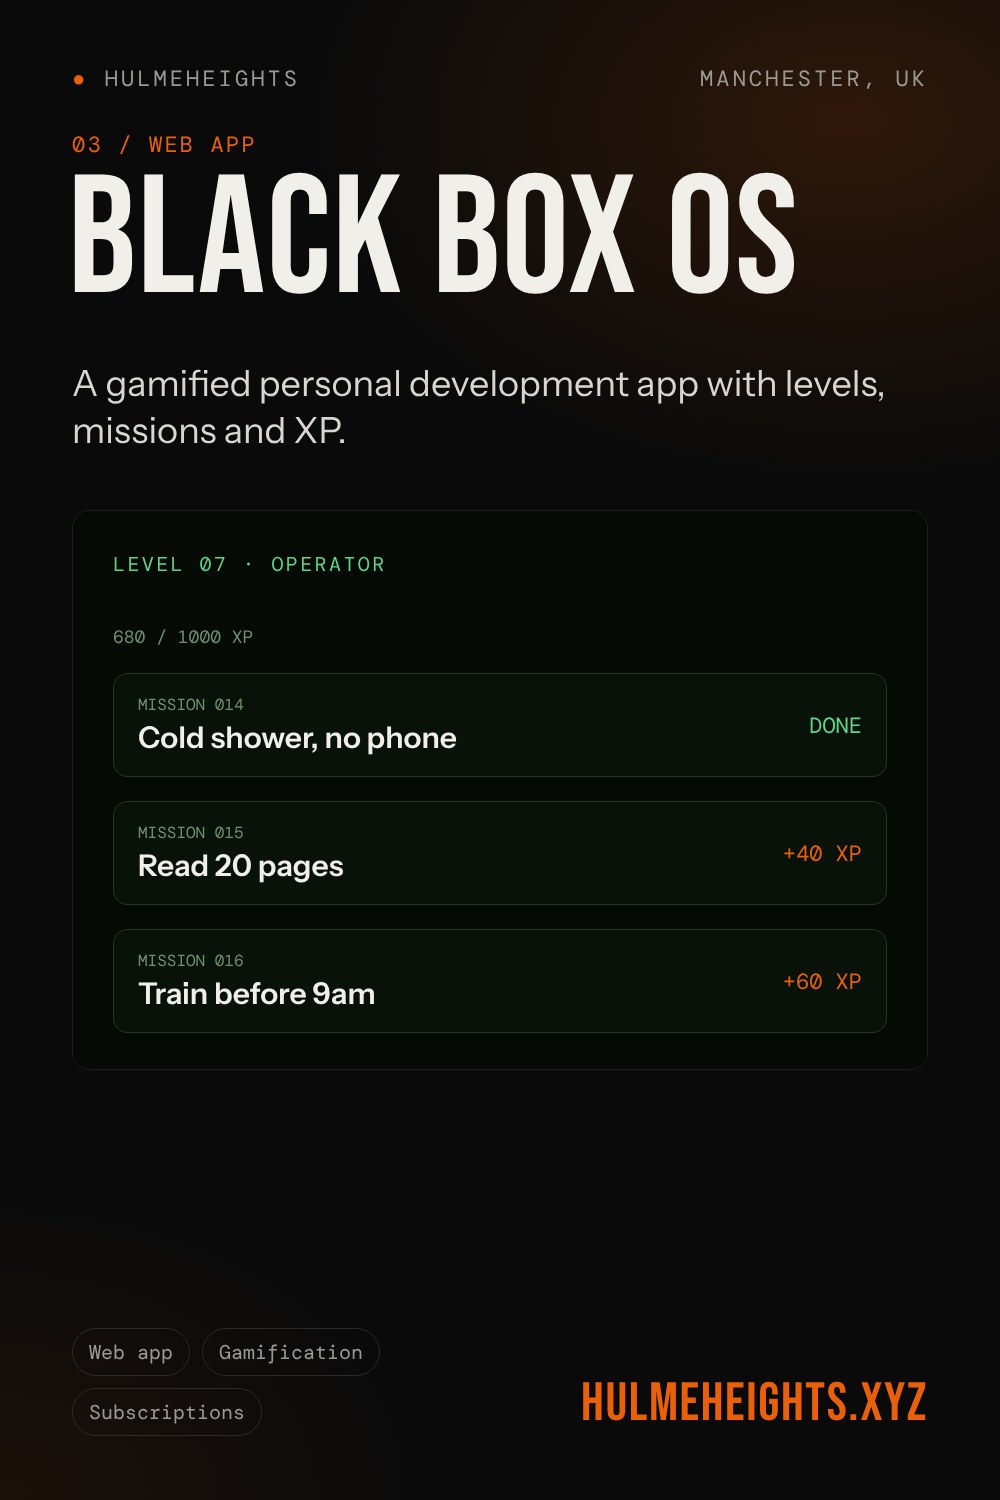 HULMEHEIGHTS
MANCHESTER, UK
03 / WEB APP
BLACK BOX OS
A gamified personal development app with levels,
missions and XP.
LEVEL 07 · OPERATOR
680 / 1000 XP
MISSION 014
Cold shower, no phone
DONE
MISSION 015
Read 20 pages
+40 XP
MISSION 016
Train before 9am
+60 XP
Web app
Gamification
Subscriptions
HULMEHEIGHTS.XYZ